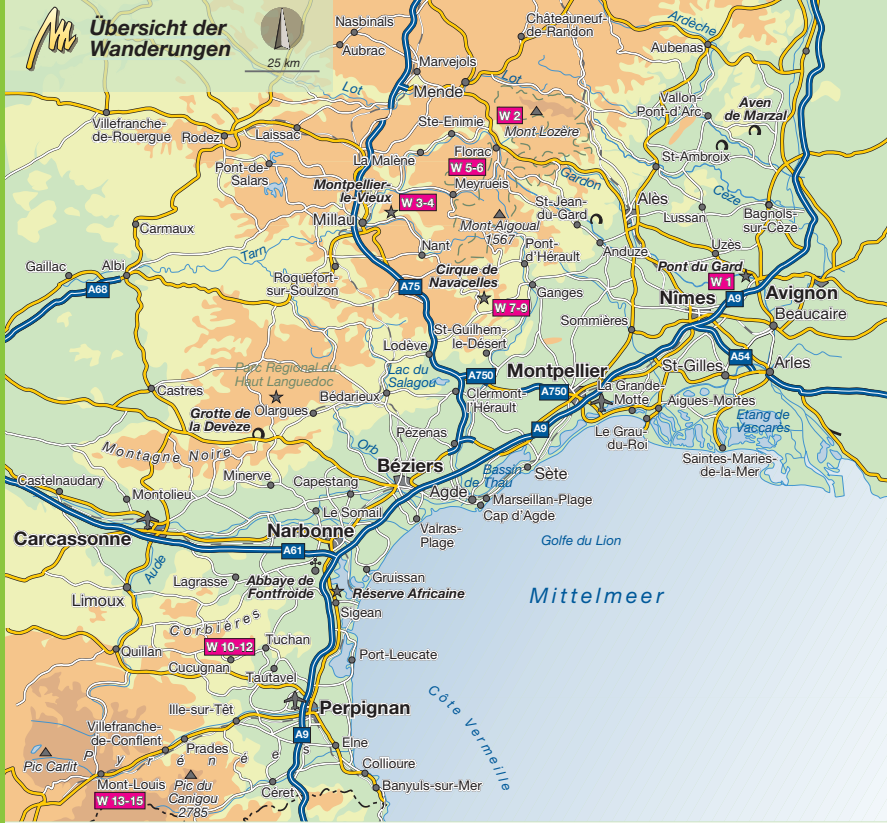 Übersicht der
Wanderungen
25 km
Nasbinals
Aubrac
Châteauneuf-
de-Randon
Ardèche
Aubenas
Marvejols
Lot
Lot
Mende
Vallon-
Pont-d'Arc
Aven
de Marzal
Villefranche-
de-Rouergue
Rodez
Laissac
Ste-Enimie
W 2
Mont Lozère
La Malène
Florac
W 5-6
St-Ambroix
Pont-de-
Salars
Gardon
Montpellier-
le-Vieux
W 3-4
Meyrueis
Cèze
St-Jean-
du-Gard
Alès
Lussan
Bagnols-
sur-Cèze
Millau
Mont Aigoual
1567
Carmaux
Tarn
Nant
Pont-
d'Hérault
Anduze
Uzès
Gaillac
Albi
A68
Roquefort-
sur-Soulzon
Cirque de
Navacelles
A75
W 7-9
Ganges
Pont du Gard
W 1
Nîmes
A9
Avignon
Beaucaire
Sommières
Lodève
St-Guilhem-
le-Désert
A54
Parc Régional du
Haut Languedoc
Lac du
Salagou
A750
Montpellier
A750
St-Gilles
Arles
Castres
Bédarieux
Clermont-
l'Hérault
La Grande-
Motte
Aigues-Mortes
Grotte de
la Devèze
Olargues
Pézenas
A9
Le Grau-
du-Roi
Etang de
Vaccarès
Montagne Noire
Orb
Béziers
Bassin
de Thau
Sète
Saintes-Maries-
de-la-Mer
Castelnaudary
Montolieu
Minerve
Capestang
Agde
Marseillan-Plage
Cap d'Agde
Le Somail
Carcassonne
Narbonne
Valras-
Plage
Golfe du Lion
A61
Aude
Lagrasse
Abbaye de
Fontfroide
Gruissan
Réserve Africaine
Mittelmeer
Limoux
Sigean
Corbières
W 10-12
Tuchan
Quillan
Cucugnan
Tautavel
Port-Leucate
Ille-sur-Têt
Perpignan
Côte Vermeille
Villefranche-
de-Conflent
Prades
A9
Elne
Pyrénées
Pic Carlit
Mont-Louis
Pic du
Canigou
2785
Céret
Collioure
Banyuls-sur-Mer
W 13-15